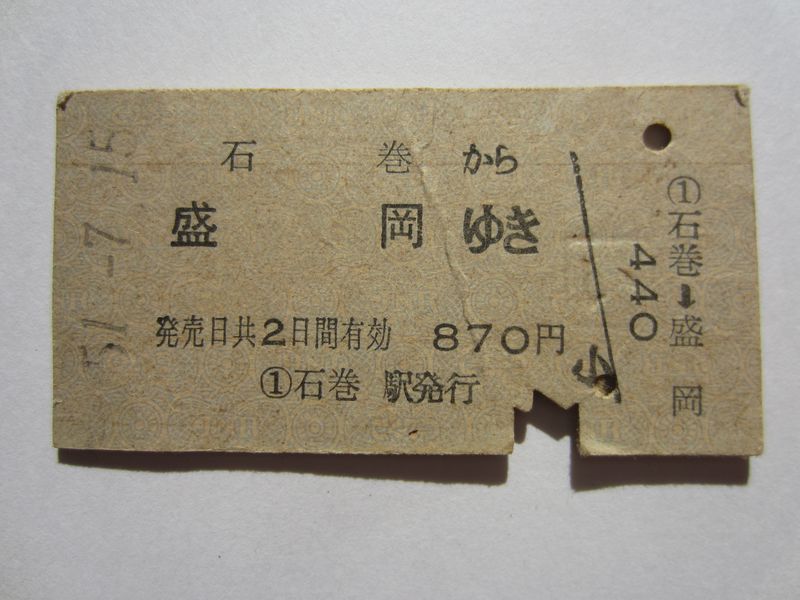 51.-7.15
石巻から
盛岡ゆき
発売日共2日間有効 870円
①石巻 駅発行
小
①石巻➡盛岡
440